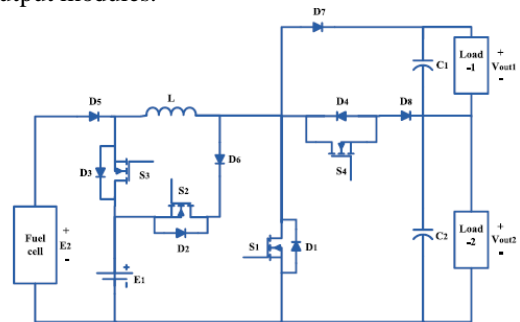 utput modules.
D7
C1
Load
-1
+
Vout1
-
D5
L
D4
D8
D3
S3
S2
D6
S4
Fuel
cell
+
E2
-
D2
S1
D1
C2
Load
-2
+
Vout2
-
+
E1
-